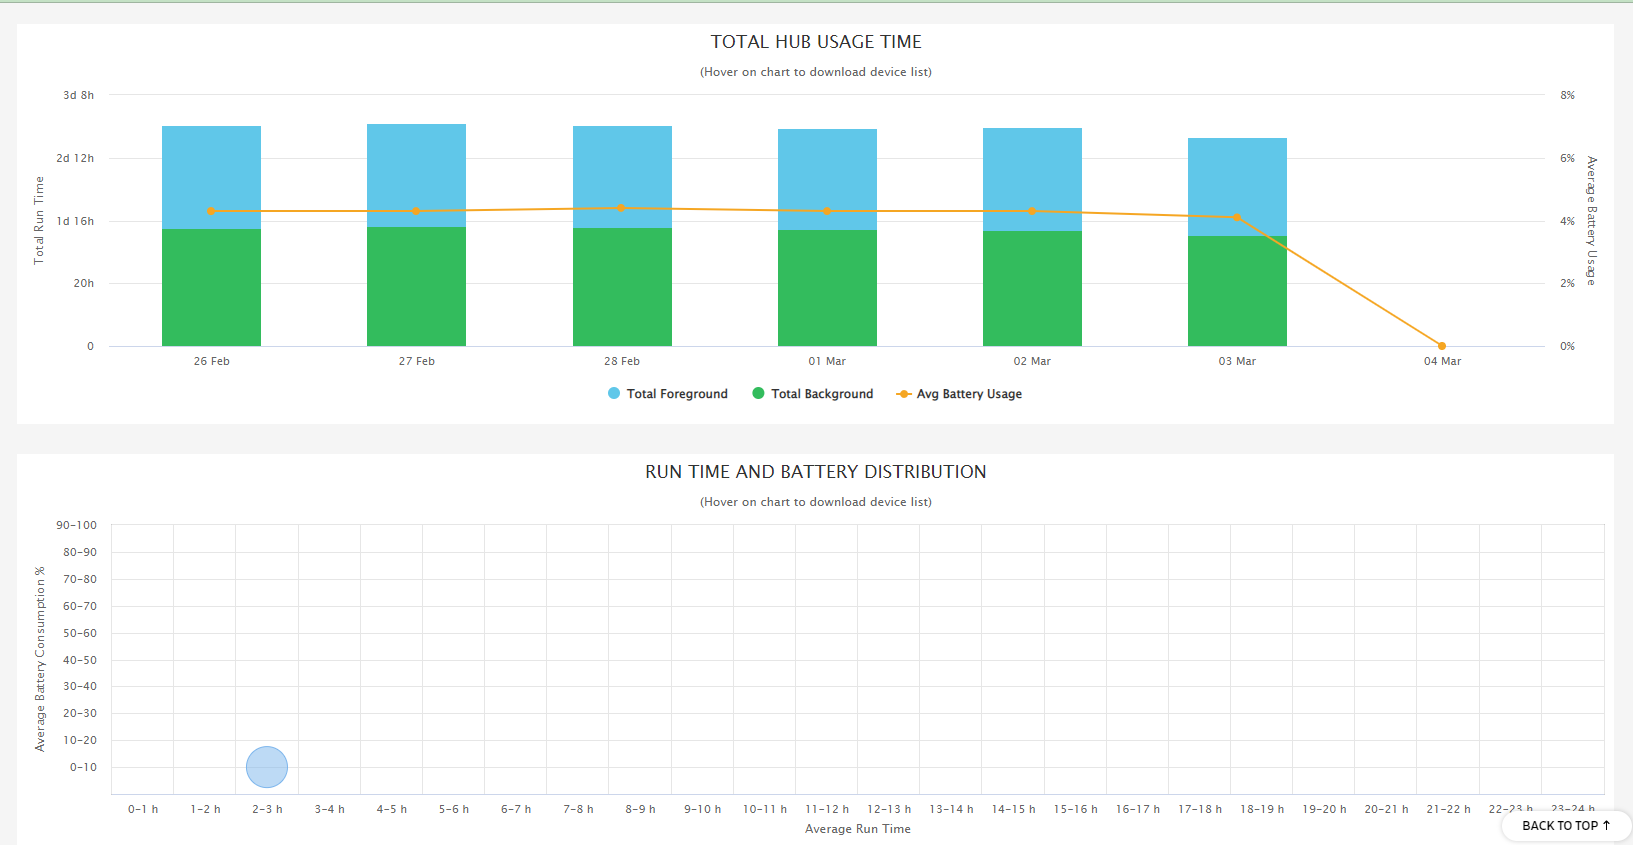 TOTAL HUB USAGE TIME
(Hover on chart to download device list)
3d 8h
2d 12h
1d 16h
20h
0
Total Run Time
8%
6%
4%
2%
0%
Average Battery Usage
26 Feb 27 Feb 28 Feb 01 Mar 02 Mar 03 Mar 04 Mar
Total Foreground Total Background Avg Battery Usage
RUN TIME AND BATTERY DISTRIBUTION
(Hover on chart to download device list)
Average Battery Consumption %
90-100
80-90
70-80
60-70
50-60
40-50
30-40
20-30
10-20
0-10
0-1 h 1-2 h 2-3 h 3-4 h 4-5 h 5-6 h 6-7 h 7-8 h 8-9 h 9-10 h 10-11 h 11-12 h 12-13 h 13-14 h 14-15 h 15-16 h 16-17 h 17-18 h 18-19 h 19-20 h 20-21 h 21-22 h 22-23 h 23-24 h
Average Run Time
BACK TO TOP ↑